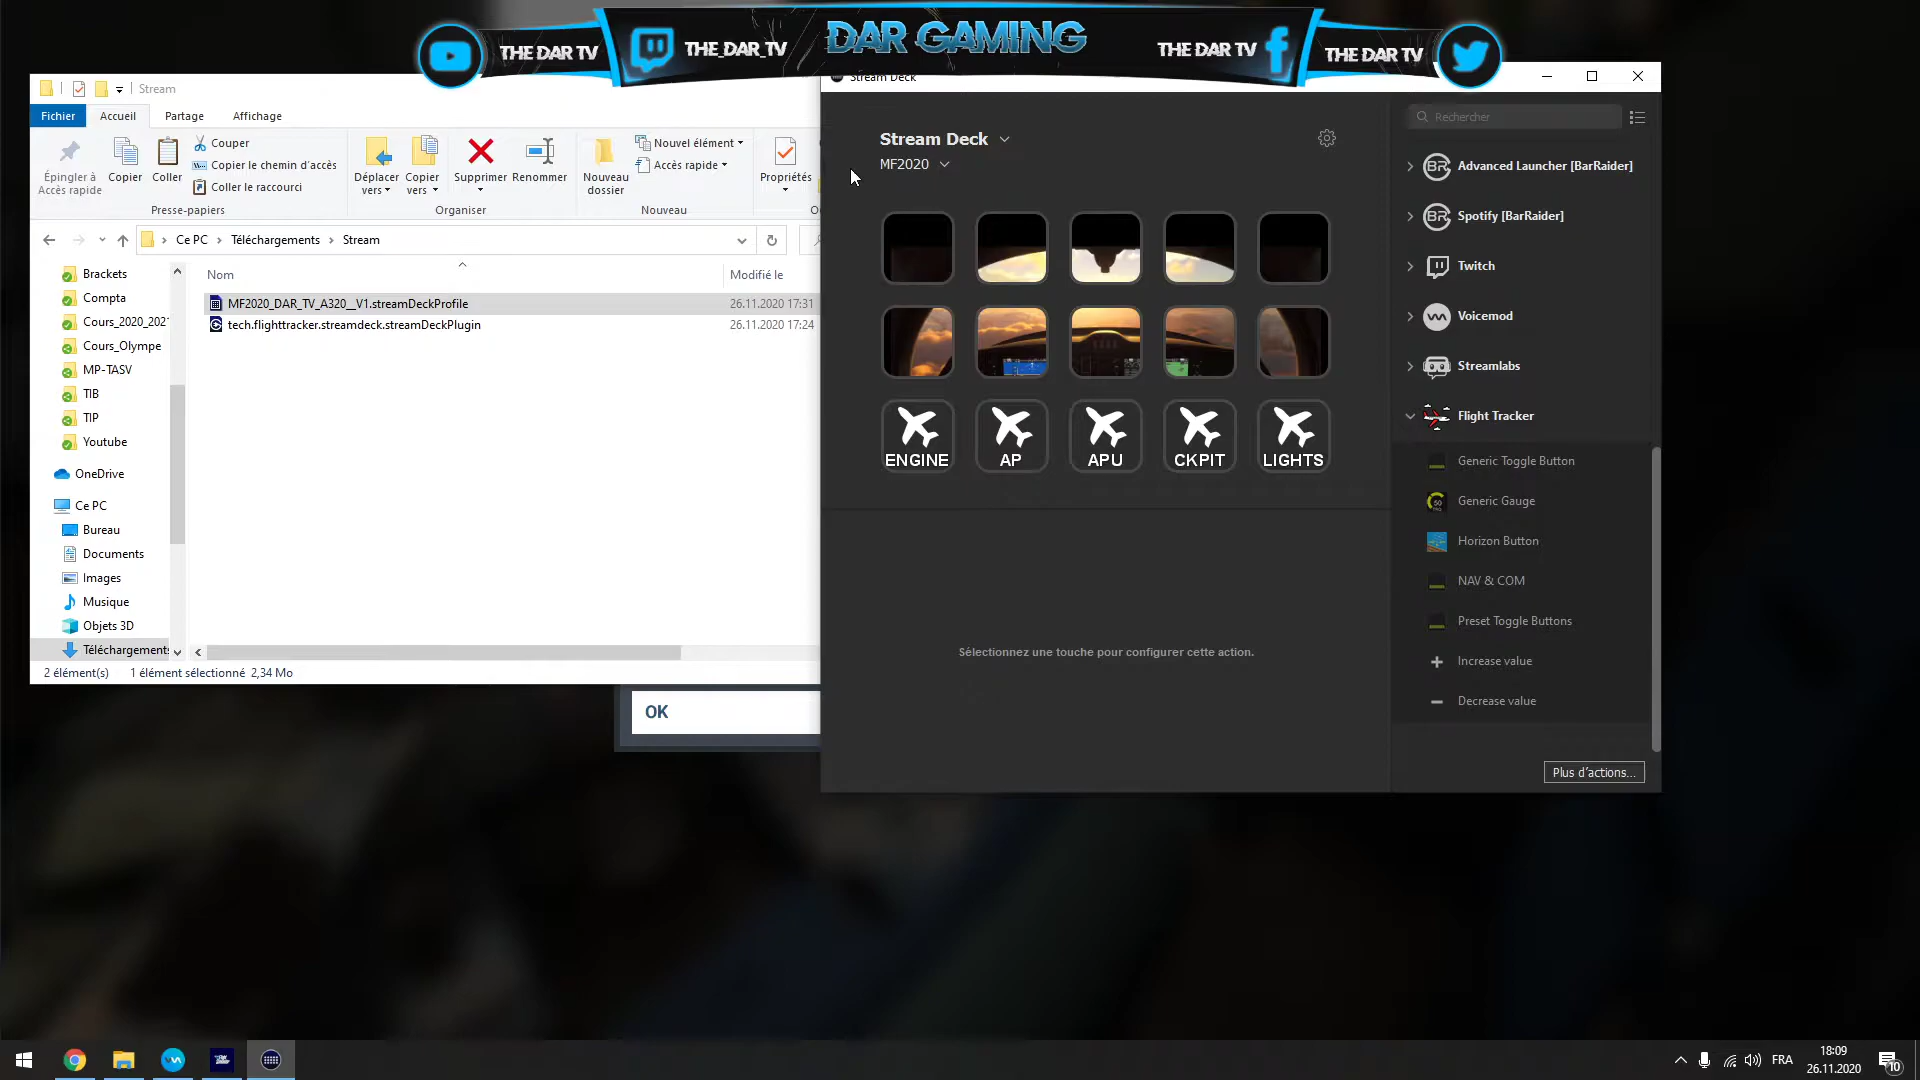 THE DAR TV
THE_DAR_TV
DAR GAMING
THE DAR TV
THE DAR TV
Stream
Fichier
Accueil
Partage
Affichage
Épingler à
Accès rapide
Copier
Coller
Couper
Copier le chemin d'accès
Coller le raccourci
Presse-papiers
Déplacer
vers
Copier
vers
Supprimer
Renommer
Organiser
Nouveau
dossier
Nouvel élément
Accès rapide
Nouveau
Propriétés
Ce PC
Téléchargements
Stream
Nom
Modifié le
MF2020_DAR_TV_A320__V1.streamDeckProfile
26.11.2020 17:31
tech.flighttracker.streamdeck.streamDeckPlugin
26.11.2020 17:24
Brackets
Compta
Cours_2020_2021
Cours_Olympe
MP-TASV
TIB
TIP
Youtube
OneDrive
Ce PC
Bureau
Documents
Images
Musique
Objets 3D
Téléchargements
2 élément(s)
1 élément sélectionné 2,34 Mo
OK
Stream Deck
Stream Deck
MF2020
ENGINE
AP
APU
CKPIT
LIGHTS
Sélectionnez une touche pour configurer cette action.
Rechercher
BR
Advanced Launcher [BarRaider]
BR
Spotify [BarRaider]
Twitch
Voicemod
Streamlabs
Flight Tracker
Generic Toggle Button
Generic Gauge
Horizon Button
NAV & COM
Preset Toggle Buttons
Increase value
Decrease value
Plus d'actions...
FRA
18:09
26.11.2020
10